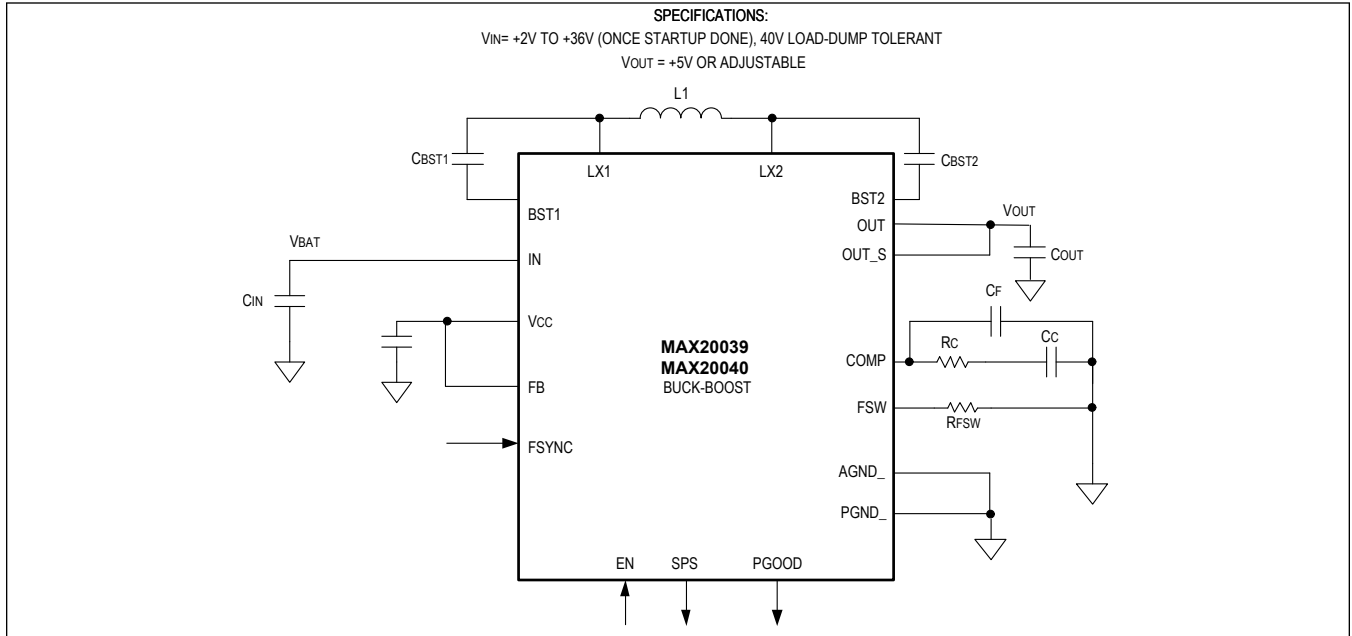 SPECIFICATIONS:
VIN= +2V TO +36V (ONCE STARTUP DONE), 40V LOAD-DUMP TOLERANT
VOUT = +5V OR ADJUSTABLE
L1
CBST1
CBST2
LX1
LX2
BST1
BST2
VBAT
IN
OUT
VOUT
OUT_S
COUT
CIN
VCC
FB
FSYNC
MAX20039
MAX20040
BUCK-BOOST
CF
COMP
RC
CC
FSW
RFSW
AGND_
PGND_
EN
SPS
PGOOD